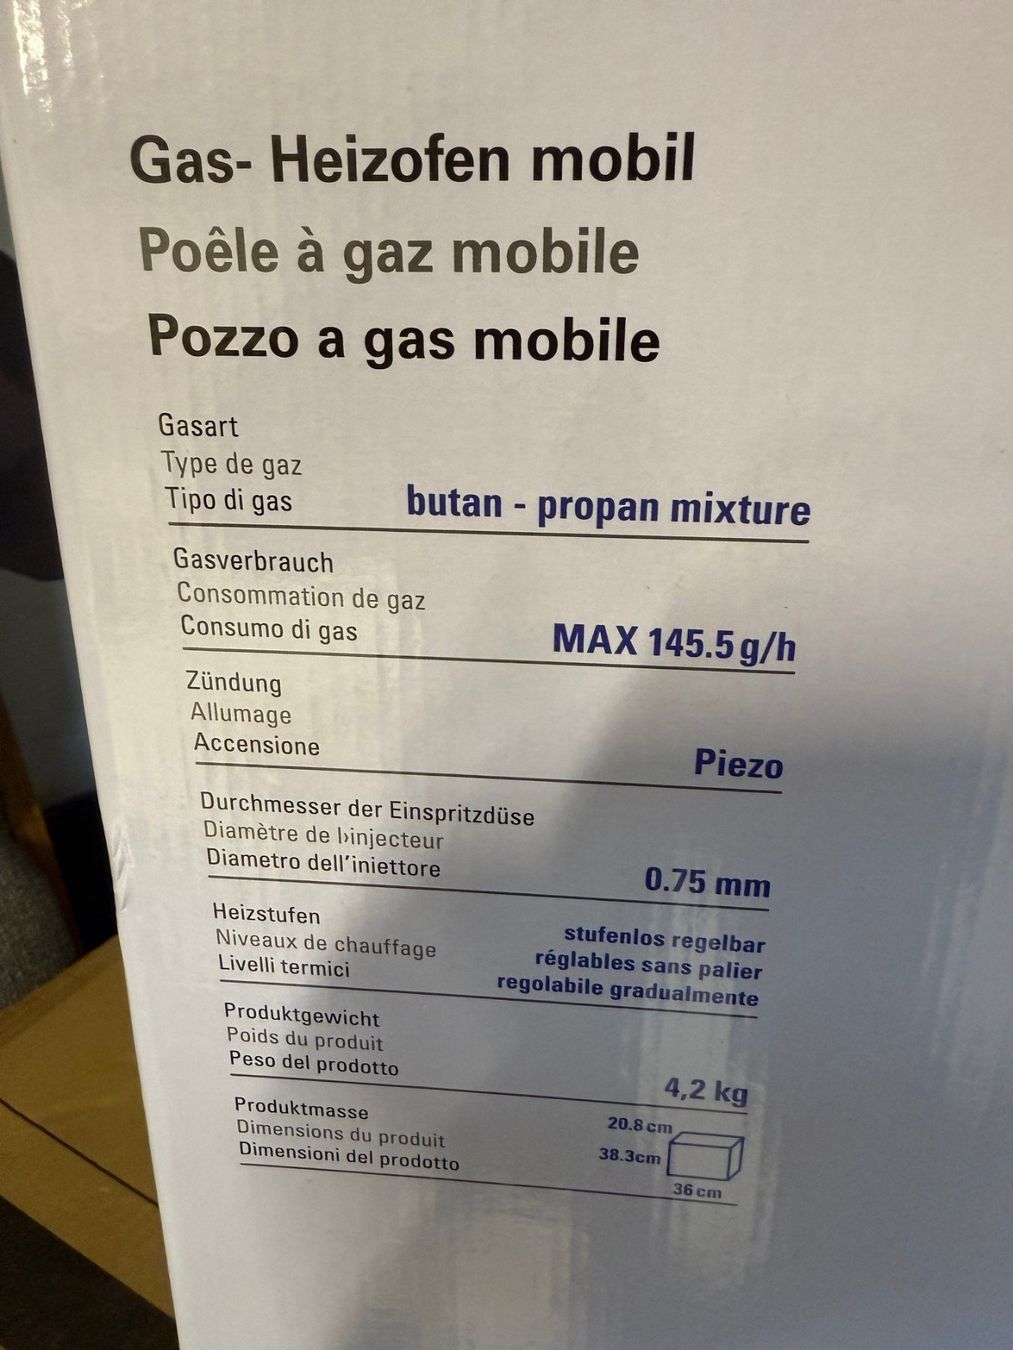 Gas- Heizofen mobil
Poêle à gaz mobile
Pozzo a gas mobile
Gasart
Type de gaz
Tipo di gas butan - propan mixture
Gasverbrauch
Consommation de gaz
Consumo di gas MAX 145.5 g/h
Zündung
Allumage
Accensione Piezo
Durchmesser der Einspritzdüse
Diamètre de l›injecteur
Diametro dell'iniettore 0.75 mm
Heizstufen stufenlos regelbar
Niveaux de chauffage réglables sans palier
Livelli termici regolabile gradualmente
Produktgewicht
Poids du produit
Peso del prodotto 4,2 kg
Produktmasse 20.8 cm
Dimensions du produit 38.3cm
Dimensioni del prodotto 36 cm